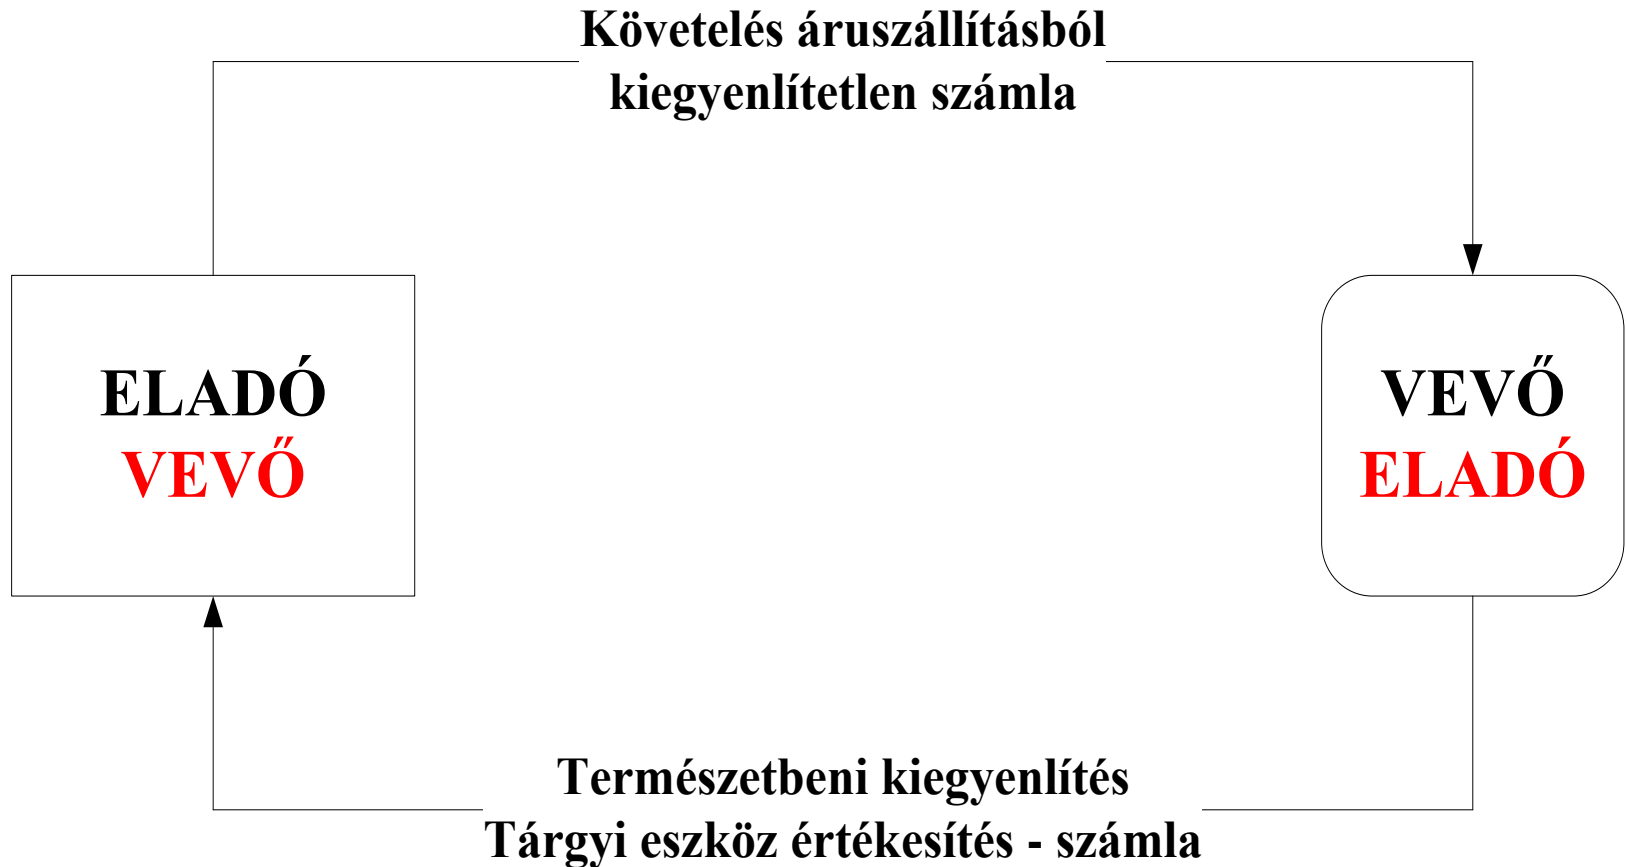 Követelés áruszállításból
kiegyenlítetlen számla
ELADÓ
VEVŐ
VEVŐ
ELADÓ
Természetbeni kiegyenlítés
Tárgyi eszköz értékesítés - számla